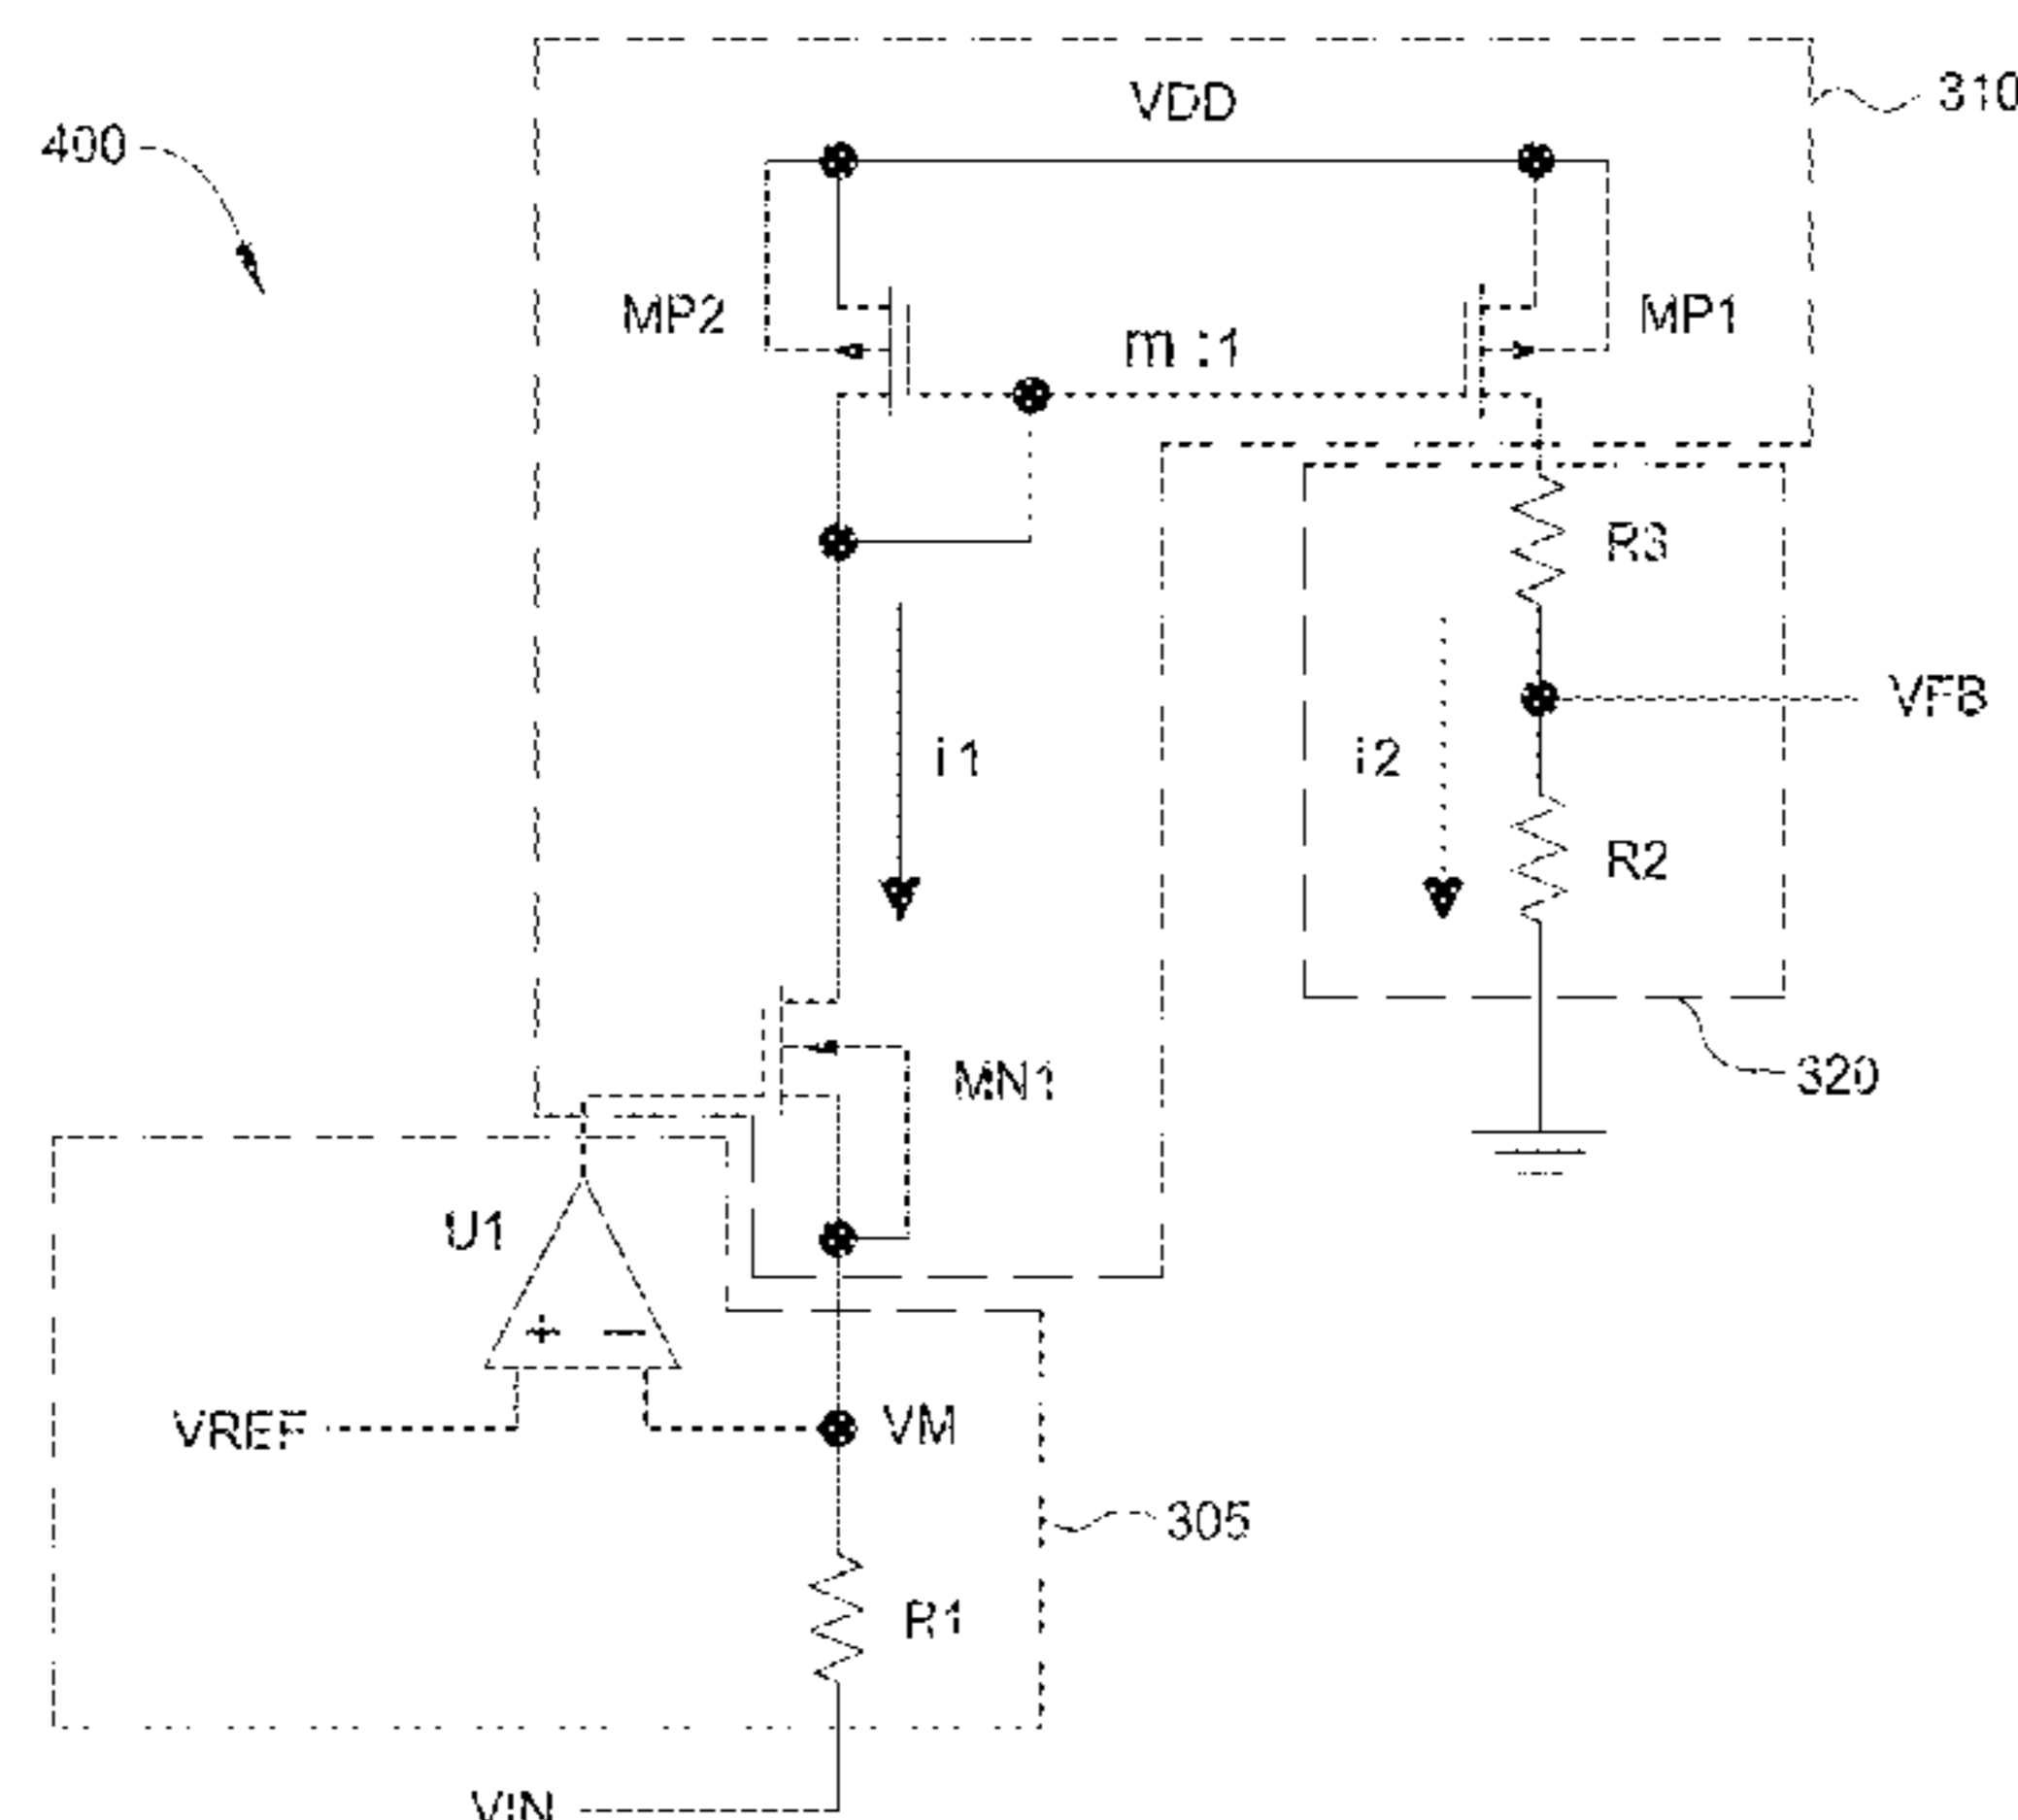 VDD
310
400
MP2
m :1
MP1
R3
VFB
i1
i2
R2
MN1
320
U1
+ −
VREF
VM
305
R1
VIN